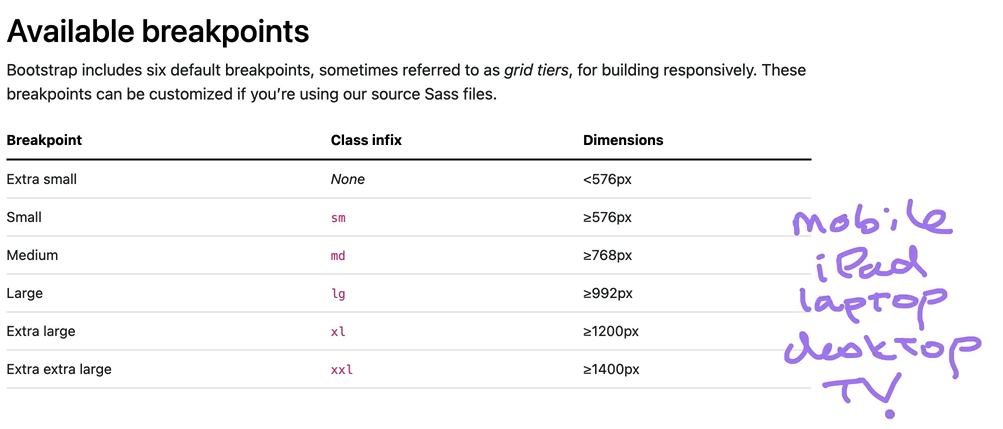 Available breakpoints
Bootstrap includes six default breakpoints, sometimes referred to as grid tiers, for building responsively. These
breakpoints can be customized if you’re using our source Sass files.
Breakpoint Class infix Dimensions
Extra small None <576px
Small sm ≥576px mobile
Medium md ≥768px iPad
Large lg ≥992px laptop
Extra large xl ≥1200px desktop
Extra extra large xxl ≥1400px TV!